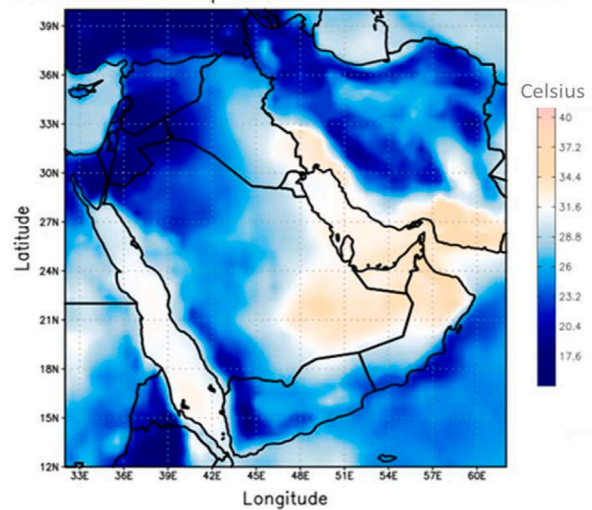 39N
36N
33N
30N
27N
24N
21N
18N
15N
12N
33E 36E 39E 42E 45E 48E 51E 54E 57E 60E
Latitude
Longitude
Celsius
40
37.2
34.4
31.6
28.8
26
23.2
20.4
17.6